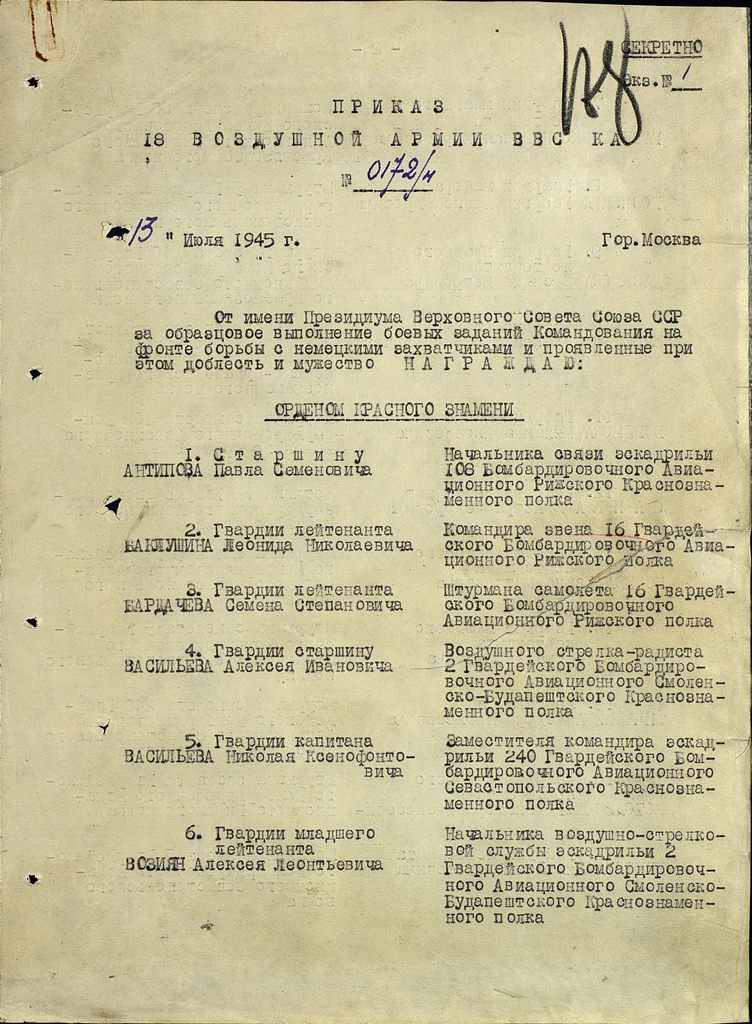 СЕКРЕТНО
Экз.№ 1
ПРИКАЗ
18 ВОЗДУШНОЙ АРМИИ ВВС КА
№ 0172/н
13 " Июля 1945 г.
Гор.Москва
От имени Президиума Верховного Совета Союза ССР
за образцовое выполнение боевых заданий Командования на
фронте борьбы с немецкими захватчиками и проявленные при
этом доблесть и мужество НАГРАЖДАЮ:
ОРДЕНОМ КРАСНОГО ЗНАМЕНИ
1. Старшину
АНТИПОВА Павла Семеновича
Начальника связи эскадрильи
108 Бомбардировочного Авиа-
ционного Рижского Краснозна-
менного полка
2. Гвардии лейтенанта
БАКЛУШИНА Леонида Николаевича
Командира звена 16 Гвардей-
ского Бомбардировочного Авиа-
ционного Рижского полка
3. Гвардии лейтенанта
БАРДАЧЕВА Семена Степановича
Штурмана самолета 16 Гвардей-
ского Бомбардировочного
Авиационного Рижского полка
4. Гвардии старшину
ВАСИЛЬЕВА Алексея Ивановича
Воздушного стрелка-радиста
2 Гвардейского Бомбардиро-
вочного Авиационного Смолен-
ско-Будапештского Краснозна-
менного полка
5. Гвардии капитана
ВАСИЛЬЕВА Николая Ксенофонто-
вича
Заместителя командира эскад-
рильи 240 Гвардейского Бом-
бардировочного Авиационного
Севастопольского Краснозна-
менного полка
6. Гвардии младшего
лейтенанта
ВОЗИЯН Алексея Леонтьевича
Начальника воздушно-стрелко-
вой службы эскадрильи 2
Гвардейского Бомбардировоч-
ного Авиационного Смоленско-
Будапештского Краснознамен-
ного полка